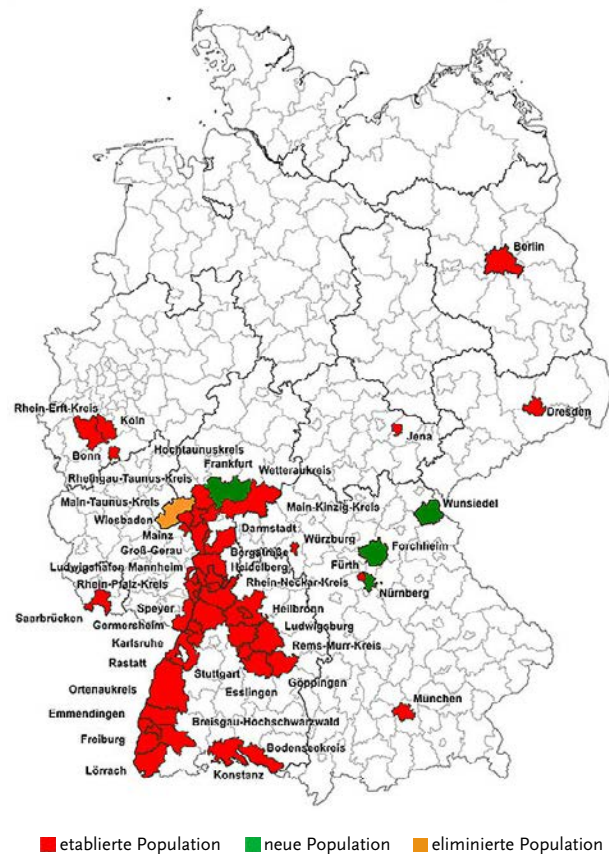 Berlin
Rhein-Erft-Kreis
Köln
Dresden
Bonn
Jena
Hochtaunuskreis
Frankfurt
Wetteraukreis
Rheingau-Taunus-Kreis
Main-Taunus-Kreis
Main-Kinzig-Kreis
Wunsiedel
Wiesbaden
Mainz
Darmstadt
Würzburg
Groß-Gerau
Bergstraße
Forchheim
Ludwigshafen Mannheim
Heidelberg
Fürth
Rhein-Pfalz-Kreis
Rhein-Neckar-Kreis
Nürnberg
Saarbrücken
Speyer
Heilbronn
Germersheim
Ludwigsburg
Karlsruhe
Rems-Murr-Kreis
Rastatt
Stuttgart
Göppingen
Ortenaukreis
Esslingen
München
Emmendingen
Breisgau-Hochschwarzwald
Freiburg
Bodenseekreis
Lörrach
Konstanz
etablierte Population neue Population eliminierte Population